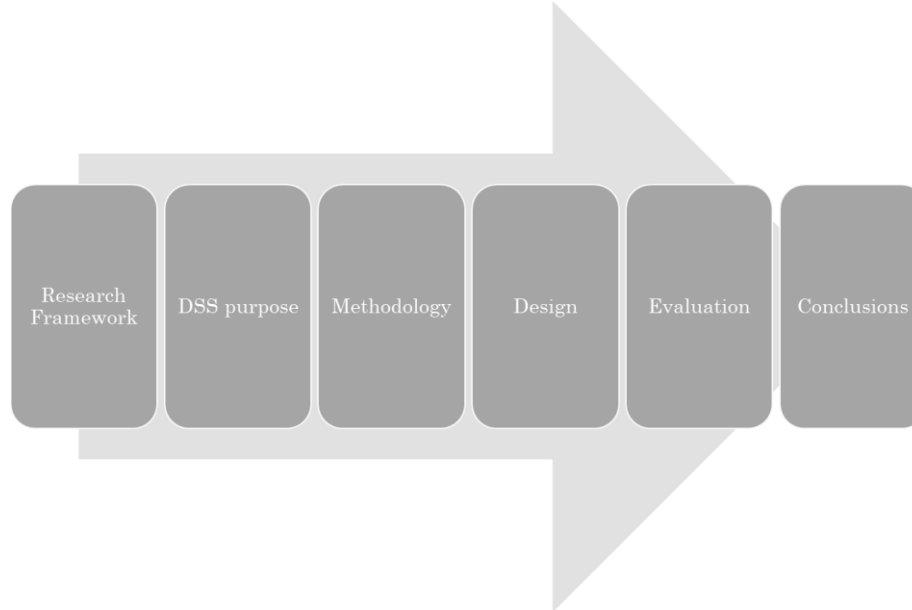 Research
Framework
DSS purpose
Methodology
Design
Evaluation
Conclusions